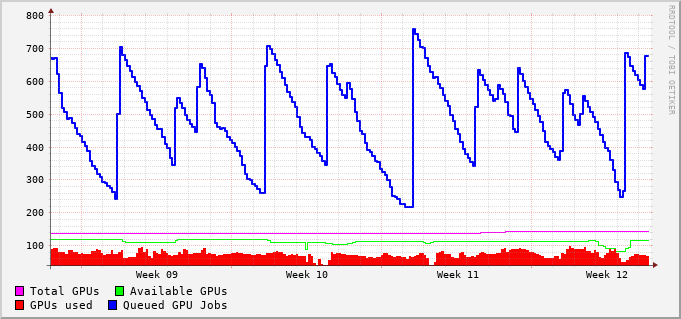 800
700
600
500
400
300
200
100
Week 09 Week 10 Week 11 Week 12
Total GPUs Available GPUs
GPUs used Queued GPU Jobs
RRDTOOL / TOBI OETIKER